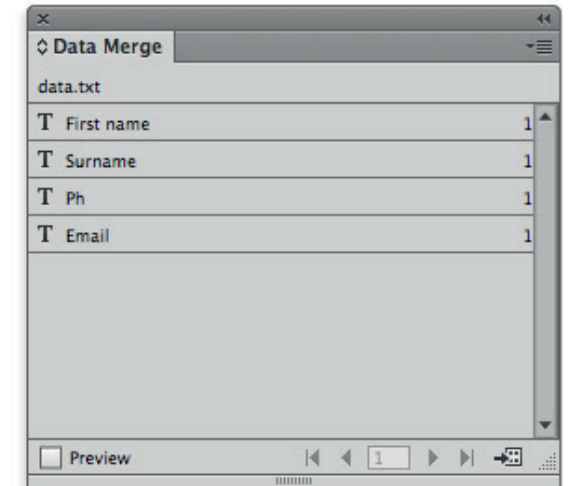 Data Merge
data.txt
T First name 1
T Surname 1
T Ph 1
T Email 1
Preview 1